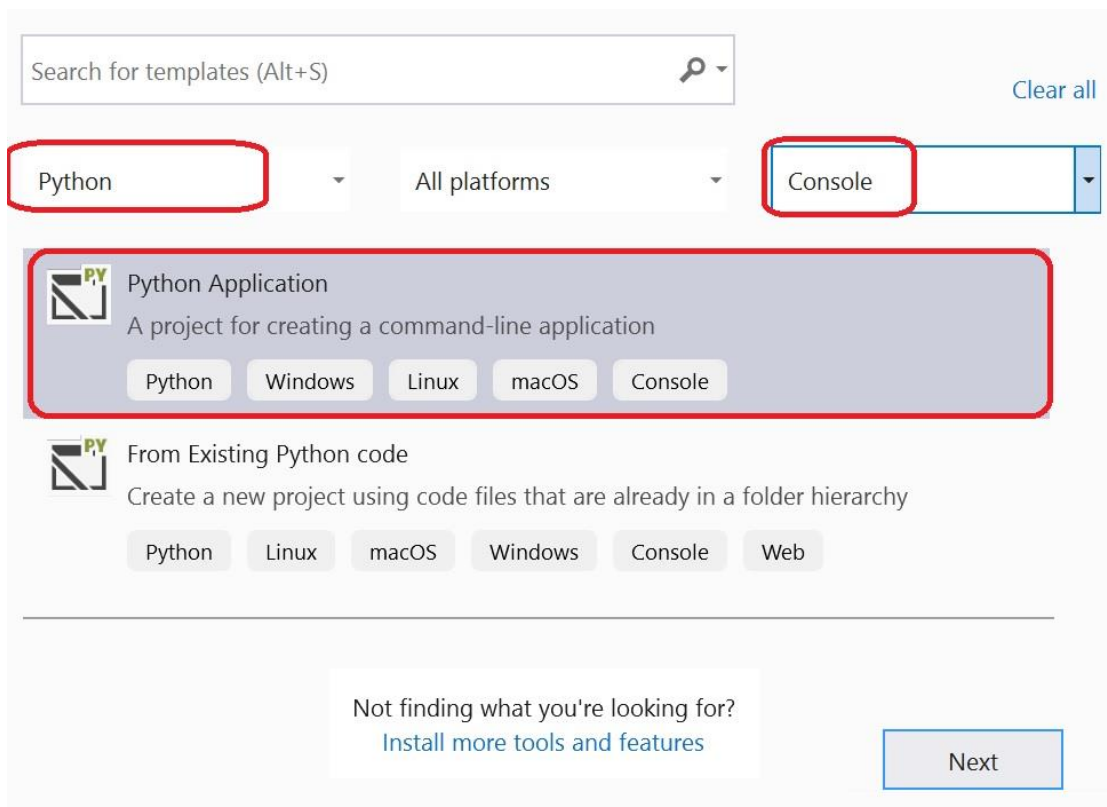 Search for templates (Alt+S)
Clear all
Python
All platforms
Console
PY
Python Application
A project for creating a command-line application
Python Windows Linux macOS Console
PY
From Existing Python code
Create a new project using code files that are already in a folder hierarchy
Python Linux macOS Windows Console Web
Not finding what you're looking for?
Install more tools and features
Next